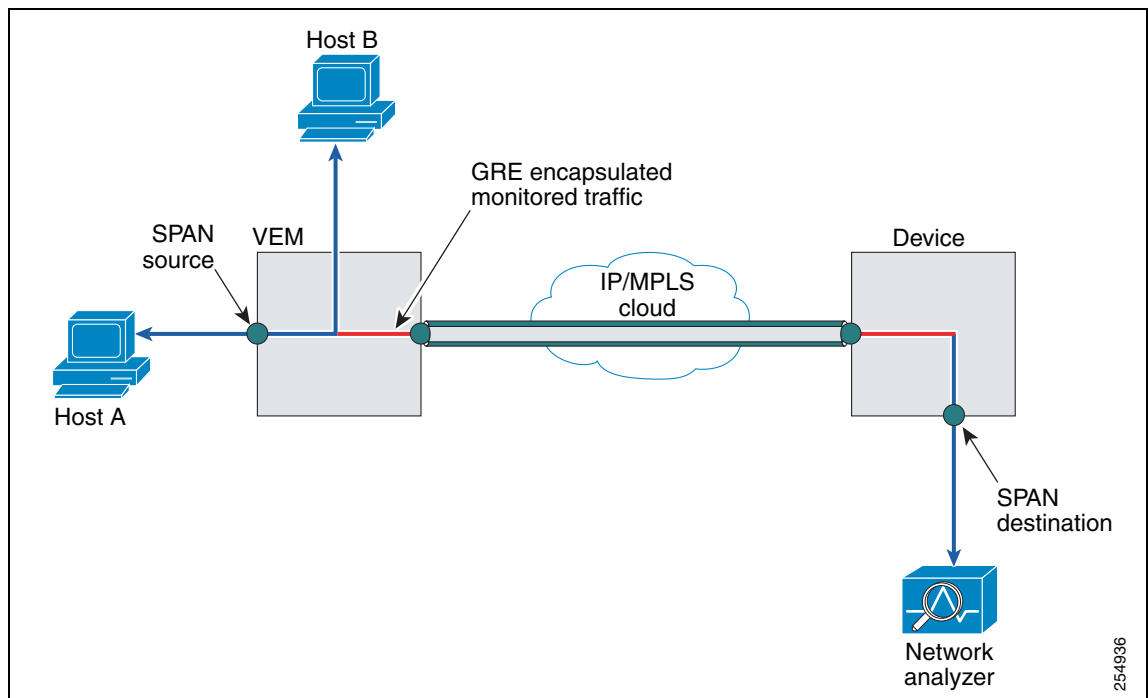 Host B
GRE encapsulated
monitored traffic
SPAN
source
VEM
Device
IP/MPLS
cloud
Host A
SPAN
destination
Network
analyzer
254936